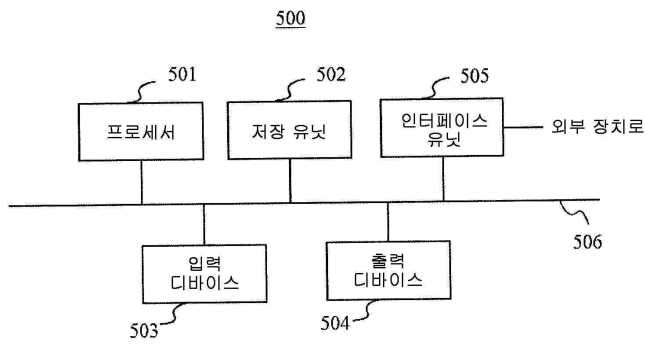 500
501
502
505
프로세서
저장 유닛
인터페이스
유닛
외부 장치로
506
입력
디바이스
출력
디바이스
503
504